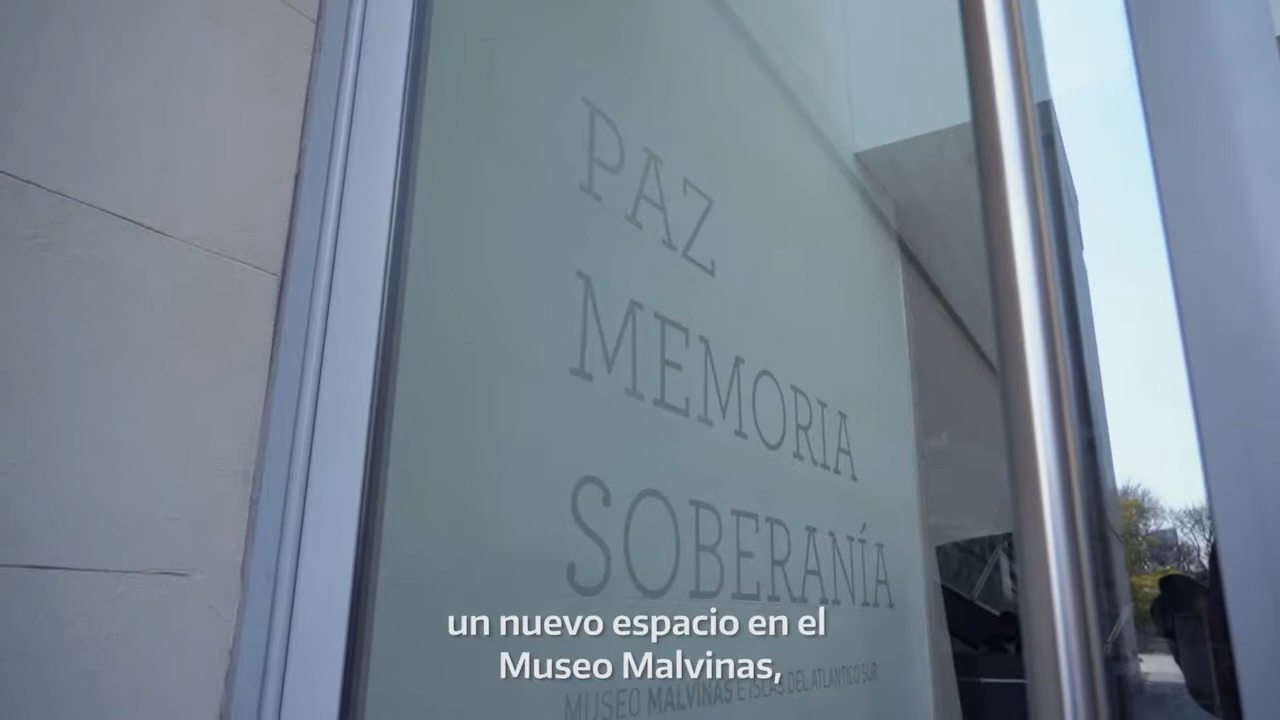 PAZ
MEMORIA
SOBERANÍA
un nuevo espacio en el
Museo Malvinas,
MUSEO MALVINAS E ISLAS DEL ATLÁNTICO SUR